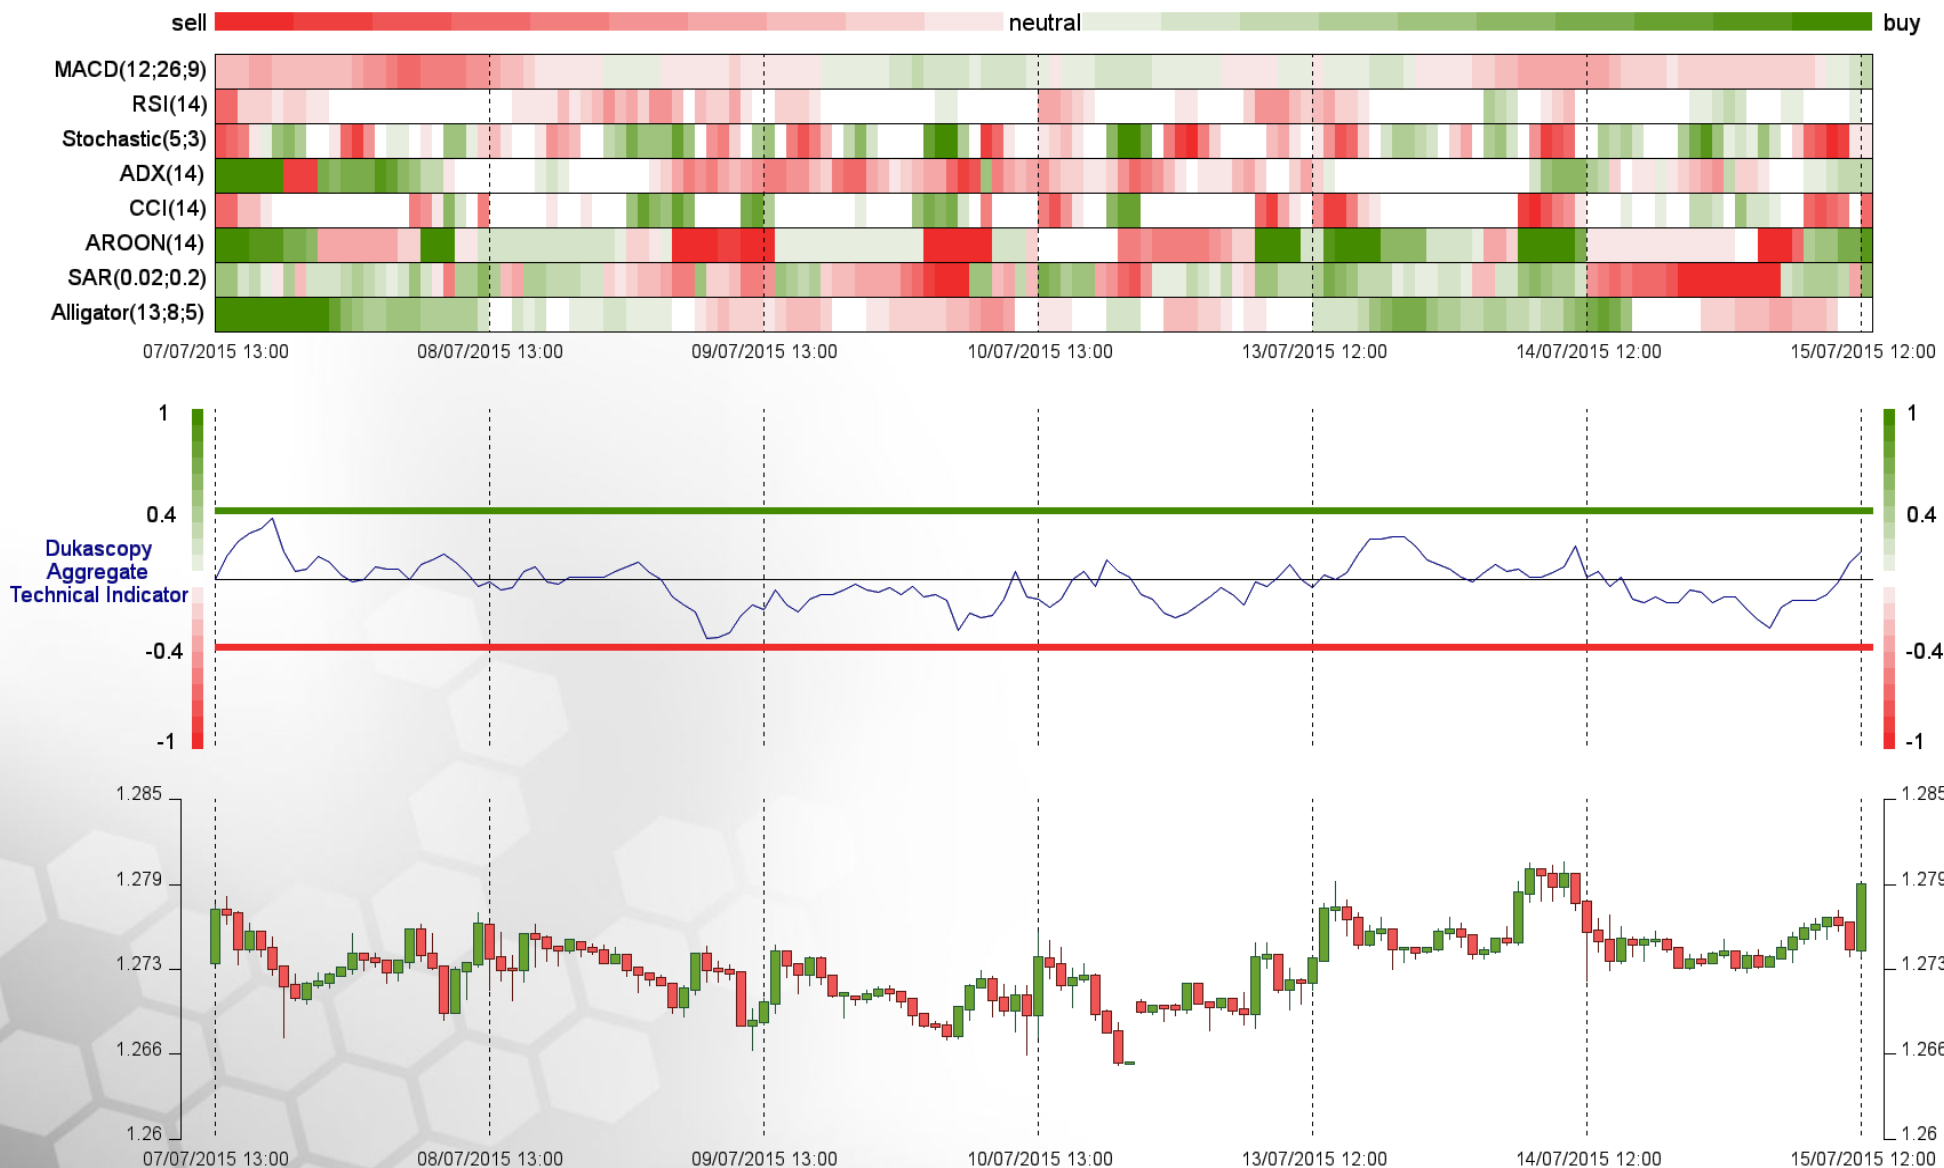 sell neutral buy
MACD(12;26;9)
RSI(14)
Stochastic(5;3)
ADX(14)
CCI(14)
AROON(14)
SAR(0.02;0.2)
Alligator(13;8;5)
07/07/2015 13:00 08/07/2015 13:00 09/07/2015 13:00 10/07/2015 13:00 13/07/2015 12:00 14/07/2015 12:00 15/07/2015 12:00
1 1
0.4 0.4
Dukascopy
Aggregate
Technical Indicator
-0.4 -0.4
-1 -1
1.285 1.285
1.279 1.279
1.273 1.273
1.266 1.266
1.26 1.26
07/07/2015 13:00 08/07/2015 13:00 09/07/2015 13:00 10/07/2015 13:00 13/07/2015 12:00 14/07/2015 12:00 15/07/2015 12:00